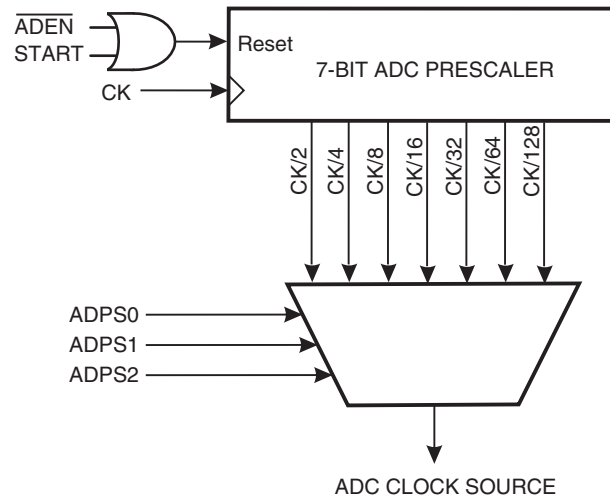 ADEN
START
Reset
CK
7-BIT ADC PRESCALER
CK/2
CK/4
CK/8
CK/16
CK/32
CK/64
CK/128
ADPS0
ADPS1
ADPS2
ADC CLOCK SOURCE